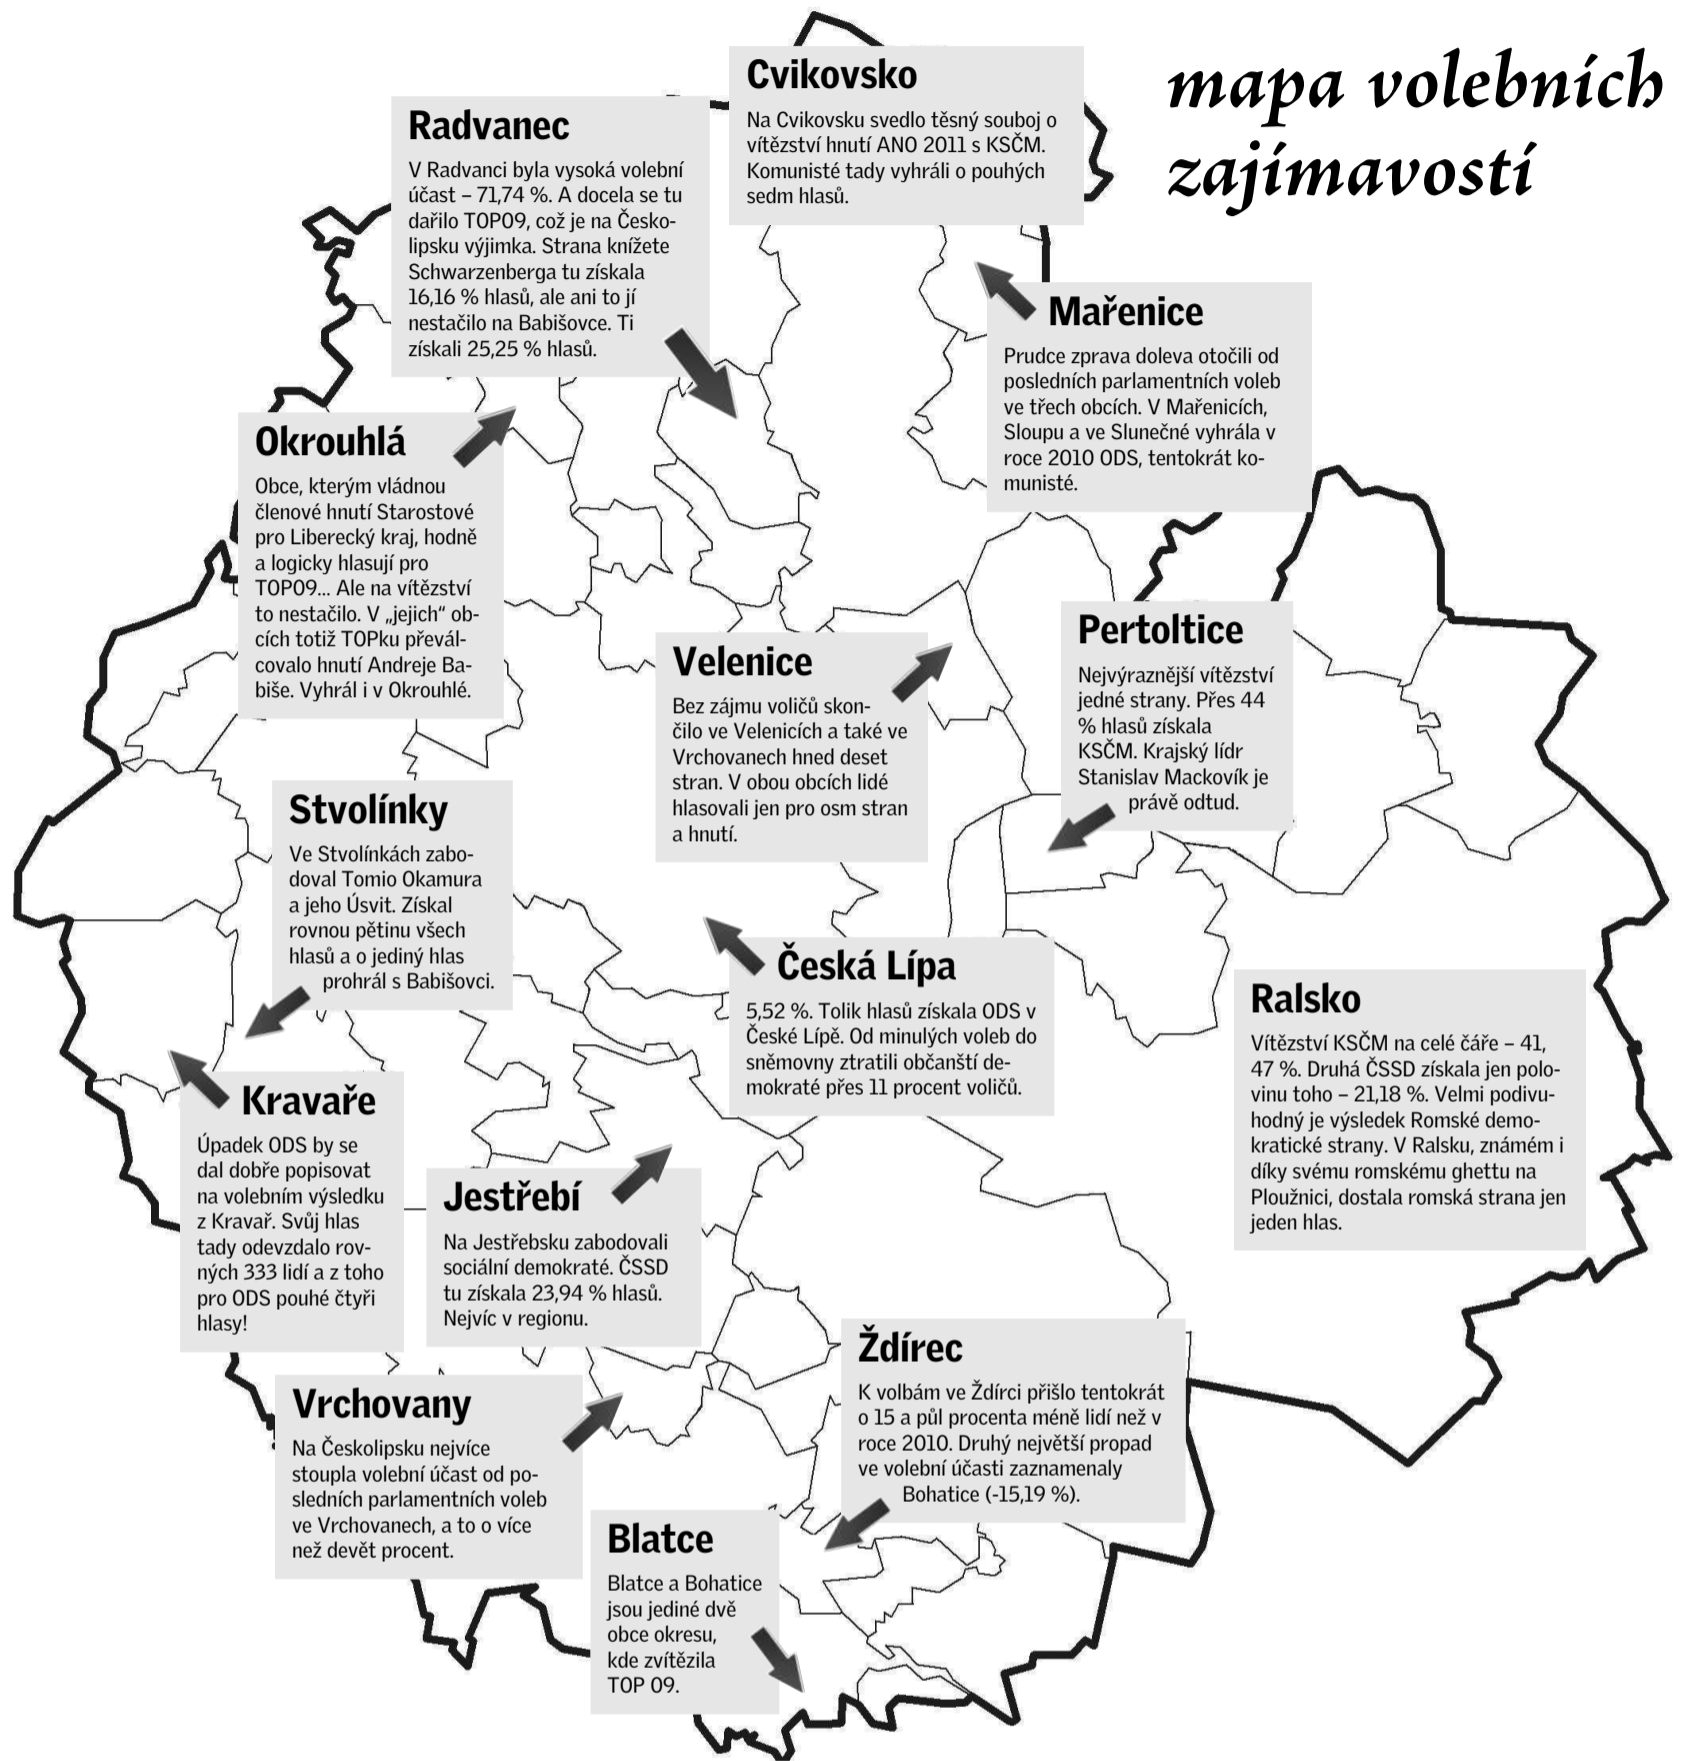 mapa volebních
zajímavostí
Cvikovsko
Na Cvikovsku svedlo těsný souboj o
vítězství hnutí ANO 2011 s KSČM.
Komunisté tady vyhráli o pouhých
sedm hlasů.
Radvanec
V Radvanci byla vysoká volební
účast – 71,74 %. A docela se tu
dařilo TOP09, což je na Česko-
lipsku výjimka. Strana knížete
Schwarzenberga tu získala
16,16 % hlasů, ale ani to jí
nestačilo na Babišovce. Ti
získali 25,25 % hlasů.
Mařenice
Prudce zprava doleva otočili od
posledních parlamentních voleb
ve třech obcích. V Mařenicích,
Sloupu a ve Slunečné vyhrála v
roce 2010 ODS, tentokrát ko-
munisté.
Okrouhlá
Obce, kterým vládnou
členové hnutí Starostové
pro Liberecký kraj, hodně
a logicky hlasují pro
TOP09... Ale na vítězství
to nestačilo. V „jejich“ ob-
cích totiž TOPku převál-
covalo hnutí Andreje Ba-
biše. Vyhrál i v Okrouhlé.
Velenice
Bez zájmu voličů skon-
čilo ve Velenicích a také ve
Vrchovanech hned deset
stran. V obou obcích lidé
hlasovali jen pro osm stran
a hnutí.
Pertoltice
Nejvýraznější vítězství
jedné strany. Přes 44
% hlasů získala
KSČM. Krajský lídr
Stanislav Mackovík je
právě odtud.
Stvolínky
Ve Stvolínkách zabo-
doval Tomio Okamura
a jeho Úsvit. Získal
rovnou pětinu všech
hlasů a o jediný hlas
prohrál s Babišovci.
Česká Lípa
5,52 %. Tolik hlasů získala ODS v
České Lípě. Od minulých voleb do
sněmovny ztratili občanští de-
mokraté přes 11 procent voličů.
Ralsko
Vítězství KSČM na celé čáře – 41,
47 %. Druhá ČSSD získala jen polo-
vinu toho – 21,18 %. Velmi podivu-
hodný je výsledek Romské demo-
kratické strany. V Ralsku, známém i
díky svému romskému ghettu na
Ploužnici, dostala romská strana jen
jeden hlas.
Kravaře
Úpadek ODS by se
dal dobře popisovat
na volebním výsledku
z Kravař. Svůj hlas
tady odevzdalo rov-
ných 333 lidí a z toho
pro ODS pouhé čtyři
hlasy!
Jestřebí
Na Jestřebsku zabodovali
sociální demokraté. ČSSD
tu získala 23,94 % hlasů.
Nejvíc v regionu.
Ždírec
K volbám ve Ždírci přišlo tentokrát
o 15 a půl procenta méně lidí než v
roce 2010. Druhý největší propad
ve volební účasti zaznamenaly
Bohatice (-15,19 %).
Vrchovany
Na Českolipsku nejvíce
stoupla volební účast od po-
sledních parlamentních voleb
ve Vrchovanech, a to o více
než devět procent.
Blatce
Blatce a Bohatice
jsou jediné dvě
obce okresu,
kde zvítězila
TOP 09.